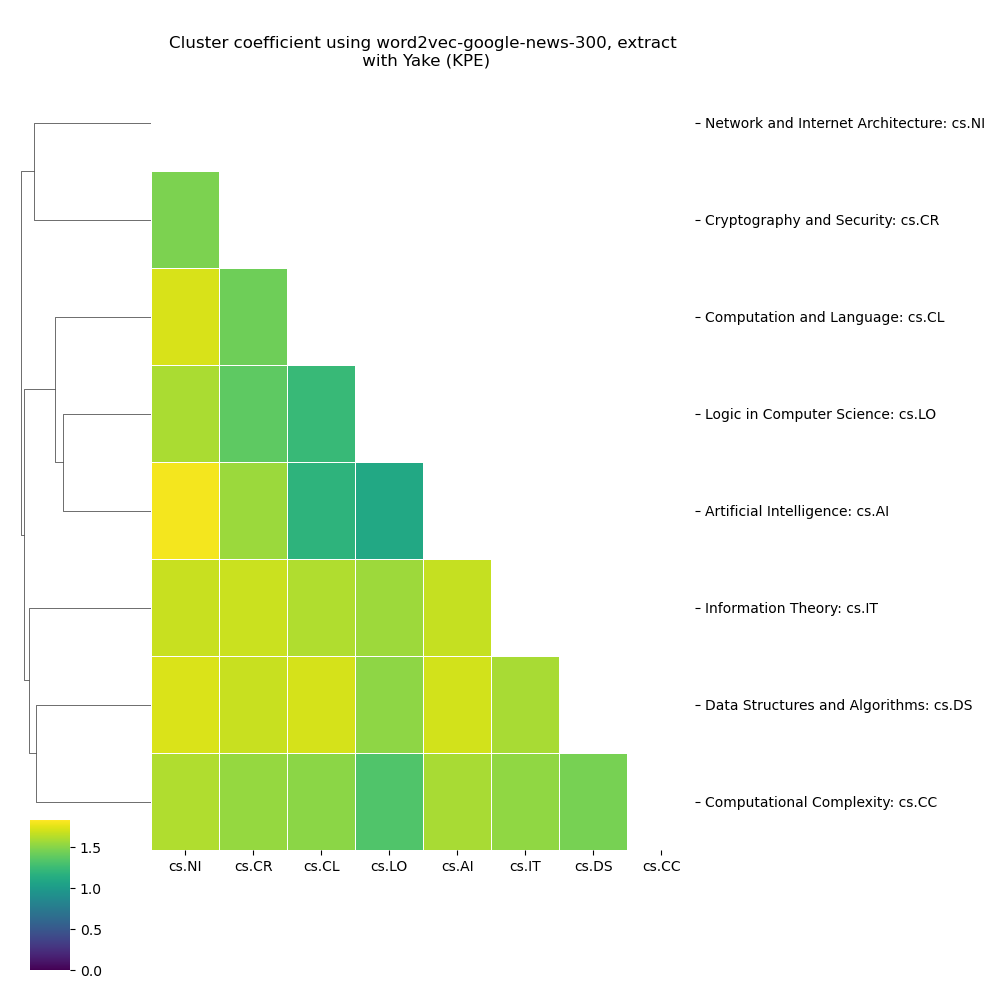 Cluster coefficient using word2vec-google-news-300, extract
with Yake (KPE)
Network and Internet Architecture: cs.NI
Cryptography and Security: cs.CR
Computation and Language: cs.CL
Logic in Computer Science: cs.LO
Artificial Intelligence: cs.AI
Information Theory: cs.IT
Data Structures and Algorithms: cs.DS
Computational Complexity: cs.CC
cs.NI cs.CR cs.CL cs.LO cs.AI cs.IT cs.DS cs.CC
1.5
1.0
0.5
0.0